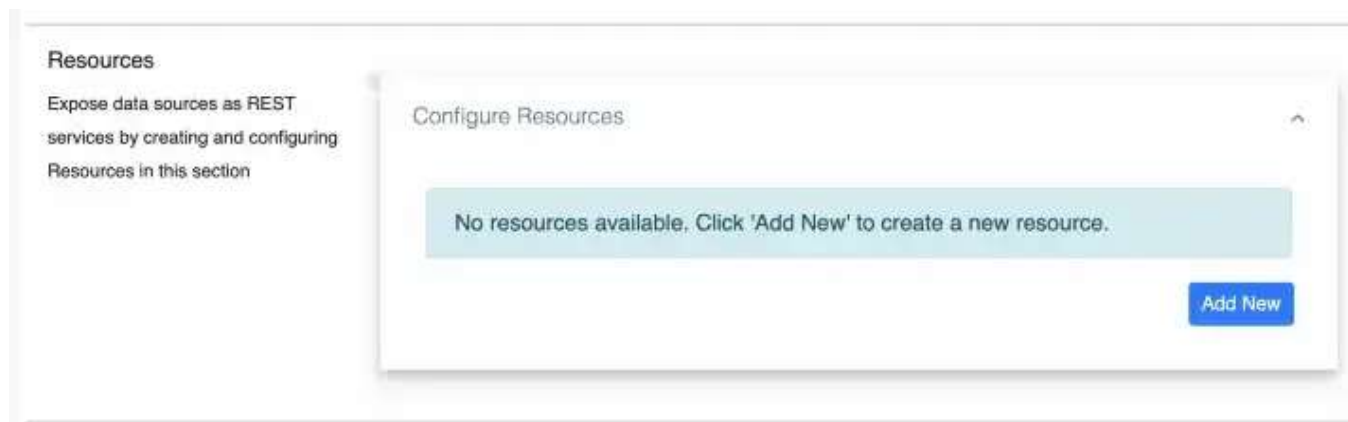 Resources
Expose data sources as REST
services by creating and configuring
Resources in this section
Configure Resources
No resources available. Click 'Add New' to create a new resource.
Add New